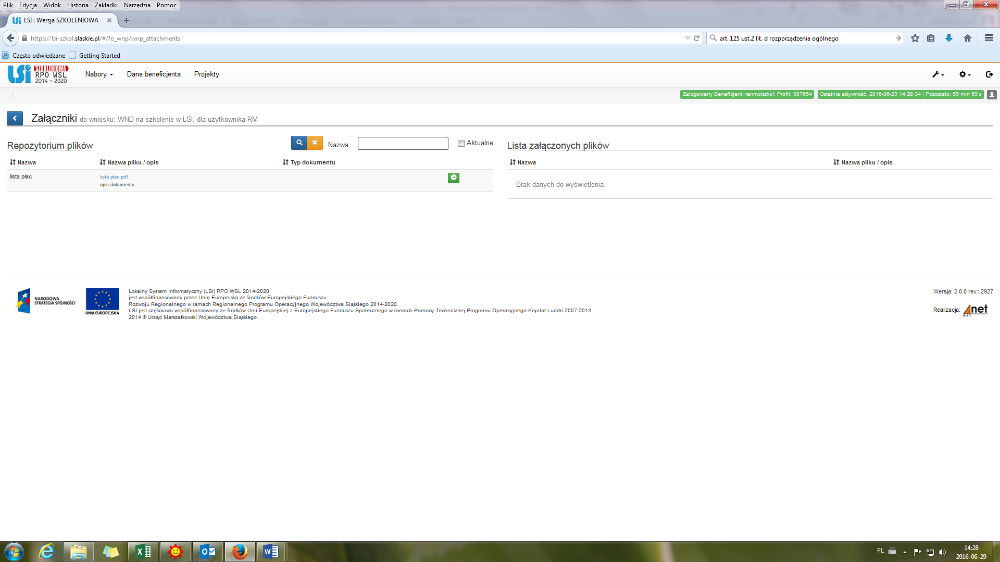 Plik Edycja Widok Historia Zakładki Narzędzia Pomoc
LSI : Wersja SZKOLENIOWA
https://lsi-szkol.slaskie.pl/#/fo_wnp/wnp_attachments
art. 125 ust.2 lit. d rozporządzenia ogólnego
Często odwiedzane Getting Started
LSI SZKOLENIOWA
RPO WSL
2014 - 2020
Nabory Dane beneficjenta Projekty
/
Zalogowany Beneficjent: renmolszkol; Profil: 987654 Ostatnia aktywność: 2016-06-29 14:28:34 | Pozostało: 59 min 59 s
Załączniki do wniosku: WND na szkolenie w LSI, dla użytkownika RM
Repozytorium plików Nazwa: Aktualne
Nazwa Nazwa pliku / opis Typ dokumentu
lista płac lista płac.pdf
opis dokumentu
Lista załączonych plików
Nazwa Nazwa pliku / opis
Brak danych do wyświetlenia.
NARODOWA
STRATEGIA SPÓJNOŚCI
UNIA EUROPEJSKA
Lokalny System Informatyczny (LSI) RPO WSL 2014-2020
jest współfinansowany przez Unię Europejską ze środków Europejskiego Funduszu
Rozwoju Regionalnego w ramach Regionalnego Programu Operacyjnego Województwa Śląskiego 2014-2020.
LSI jest częściowo współfinansowany ze środków Unii Europejskiej z Europejskiego Funduszu Społecznego w ramach Pomocy Technicznej Programu Operacyjnego Kapitał Ludzki 2007-2013.
2014 © Urząd Marszałkowski Województwa Śląskiego
Wersja: 2.0.0 rev.: 2927
Realizacja: 4net
art
PL
14:28
2016-06-29